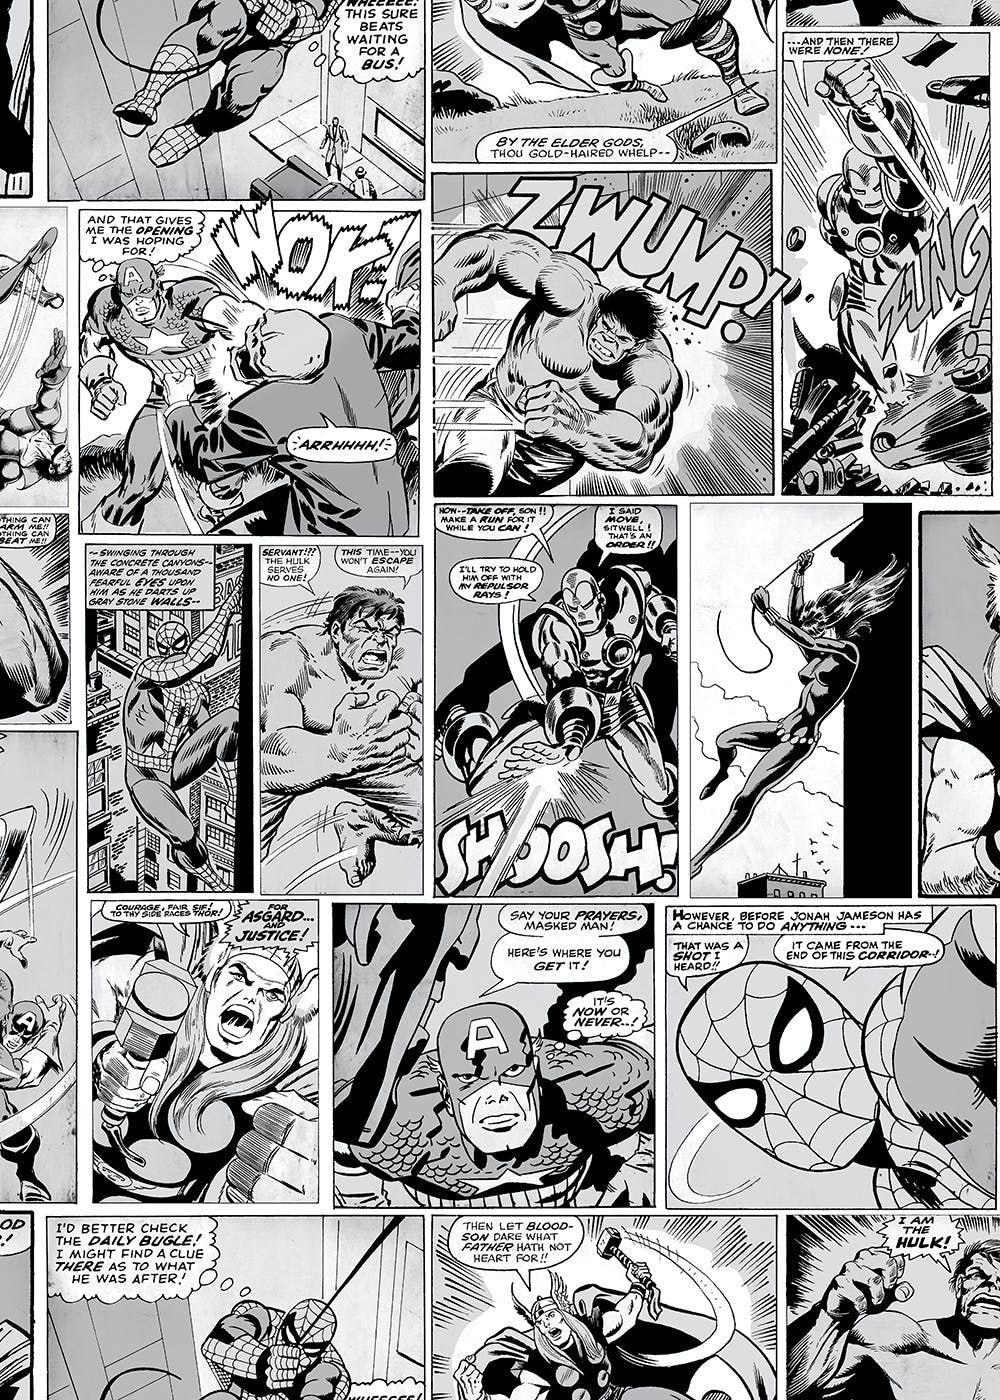 WHEEEEE!
THIS SURE
BEATS
WAITING
FOR A
BUS!
11
BY THE ELDER GODS,
THOU GOLD-HAIRED WHELP--
...AND THEN THERE
WERE NONE!
AND THAT GIVES
ME THE OPENING
I WAS HOPING
FOR!
WOK!
ARRHHHH!
ZWUMP!
ZUNG!
THING CAN
ARM ME!!
OTHING CAN
BEAT ME!!
--SWINGING THROUGH
THE CONCRETE CANYONS--
AWARE OF A THOUSAND
FEARFUL EYES UPON
HIM AS HE DARTS UP
GRAY STONE WALLS--
SERVANT!??
THE HULK
SERVES
NO ONE!
THIS TIME--YOU
WON'T ESCAPE
AGAIN!
NOW--TAKE OFF, SON!!
MAKE A RUN FOR IT
WHILE YOU CAN!
I SAID
MOVE,
SITWELL!
THAT'S AN
ORDER!!
I'LL TRY TO HOLD
HIM OFF WITH
MY REPULSOR
RAYS!
SHOOSH!
COURAGE, FAIR SIF!
TO THY SIDE RACES THOR!
FOR
ASGARD...
AND
JUSTICE!
SAY YOUR PRAYERS,
MASKED MAN!
HERE'S WHERE YOU
GET IT!
IT'S
NOW OR
NEVER--!
HOWEVER, BEFORE JONAH JAMESON HAS
A CHANCE TO DO ANYTHING---
THAT WAS A
SHOT I
HEARD!!
IT CAME FROM THE
END OF THIS CORRIDOR--!
OOD
!
I'D BETTER CHECK
THE DAILY BUGLE!
I MIGHT FIND A CLUE
THERE AS TO WHAT
HE WAS AFTER!
WHEEEEE!
THEN LET BLOOD-
SON DARE WHAT
FATHER HATH NOT
HEART FOR!!
I AM
THE
HULK!